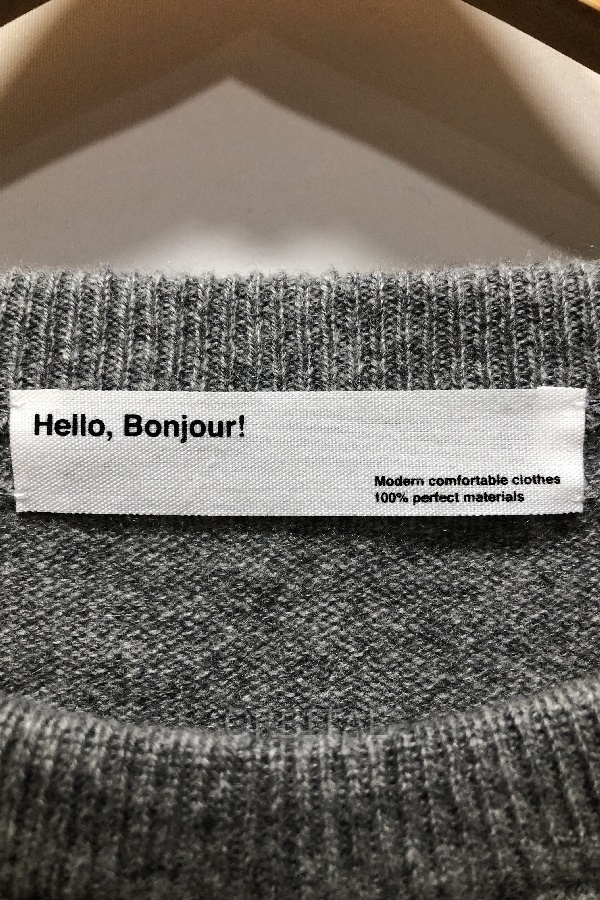 Hello, Bonjour!
Modern comfortable clothes
100% perfect materials